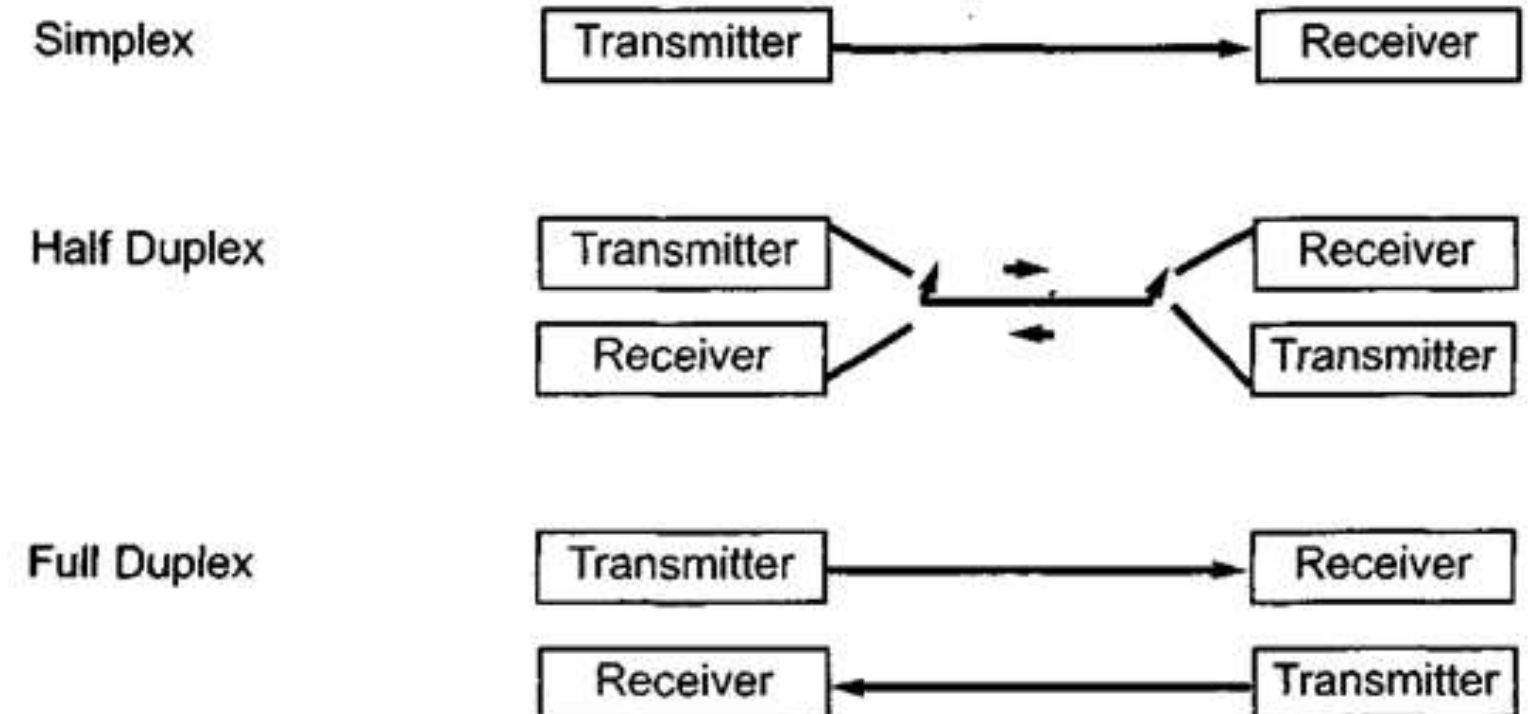 Simplex Transmitter Receiver
Half Duplex Transmitter Receiver
Receiver Transmitter
Full Duplex Transmitter Receiver
Receiver Transmitter